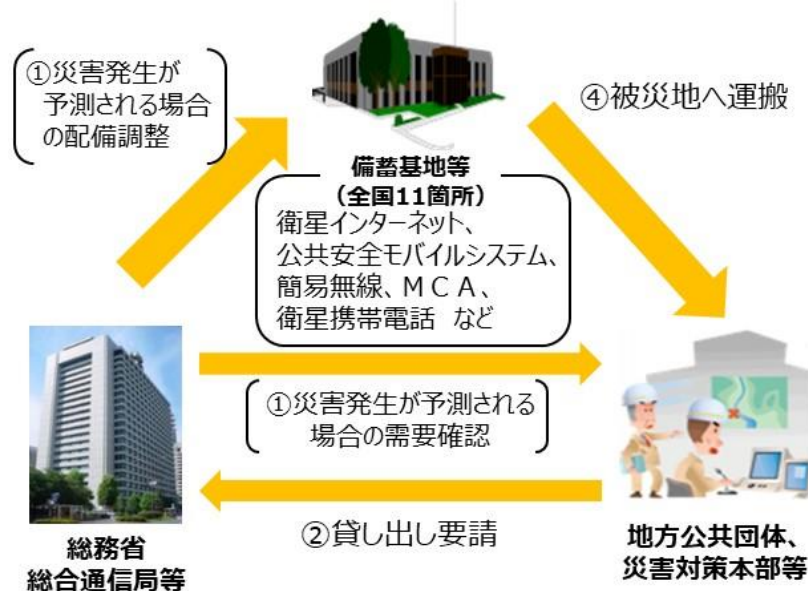 ①災害発生が
予測される場合
の配備調整
④被災地へ運搬
備蓄基地等
（全国11箇所）
衛星インターネット、
公共安全モバイルシステム、
簡易無線、ＭＣＡ、
衛星携帯電話　など
①災害発生が予測される
場合の需要確認
②貸し出し要請
総務省
総合通信局等
地方公共団体、
災害対策本部等